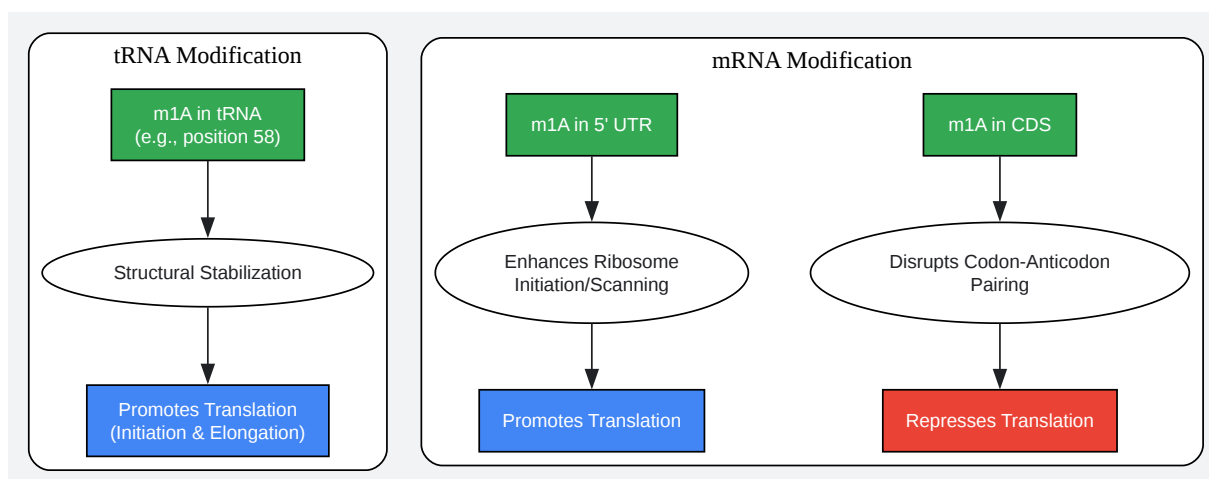 tRNA Modification
m1A in tRNA
(e.g., position 58)
Structural Stabilization
Promotes Translation
(Initiation & Elongation)
mRNA Modification
m1A in 5' UTR
Enhances Ribosome
Initiation/Scanning
Promotes Translation
m1A in CDS
Disrupts Codon-Anticodon
Pairing
Represses Translation